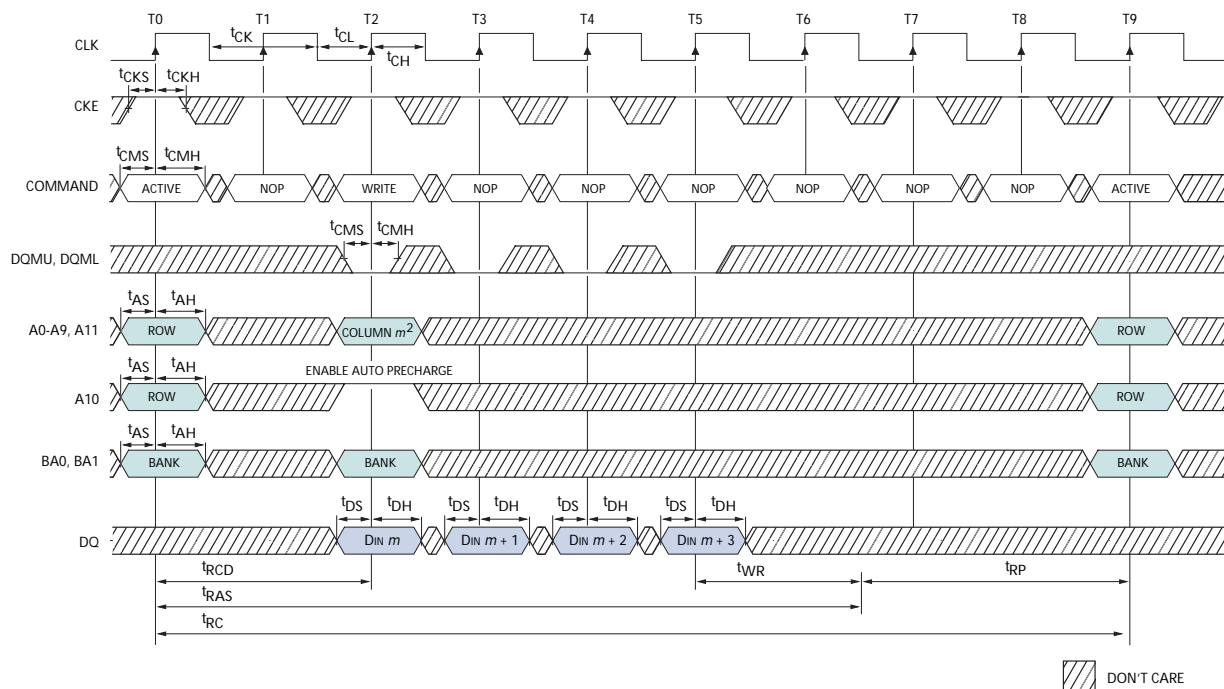 T0 T1 T2 T3 T4 T5 T6 T7 T8 T9
tCK tCL
CLK
tCH
tCKS tCKH
CKE
tCMS tCMH
COMMAND ACTIVE NOP WRITE NOP NOP NOP NOP NOP NOP ACTIVE
tCMS tCMH
DQMU, DQML
tAS tAH
A0-A9, A11 ROW COLUMN m2 ROW
tAS tAH ENABLE AUTO PRECHARGE
A10 ROW ROW
tAS tAH
BA0, BA1 BANK BANK BANK
tDS tDH tDS tDH tDS tDH tDS tDH
DQ DIN m DIN m + 1 DIN m + 2 DIN m + 3
tRCD tWR tRP
tRAS
tRC
DON'T CARE